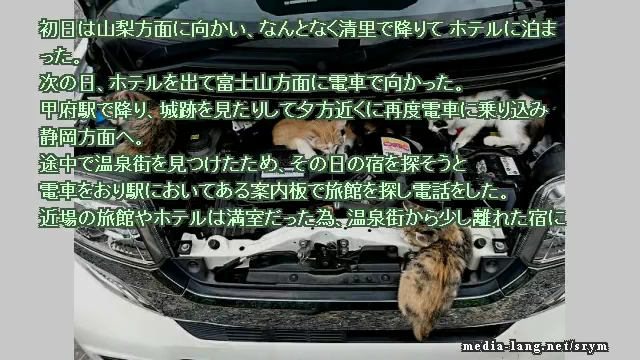 初日は山梨方面に向かい、なんとなく清里で降りて ホテルに泊ま
った。
次の日、ホテルを出て富士山方面に電車で向かった。
甲府駅で降り、城跡を見たりして夕方近くに再度電車に乗り込み
静岡方面へ。
途中で温泉街を見つけたため、その日の宿を探そうと
電車をおり駅においてある案内板で旅館を探し電話をした。
近場の旅館やホテルは満室だった為、温泉街から少し離れた宿に
media-lang.net/srym